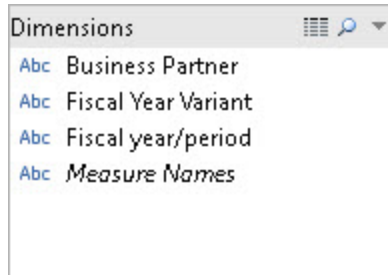 Dimensions
Abc Business Partner
Abc Fiscal Year Variant
Abc Fiscal year/period
Abc Measure Names